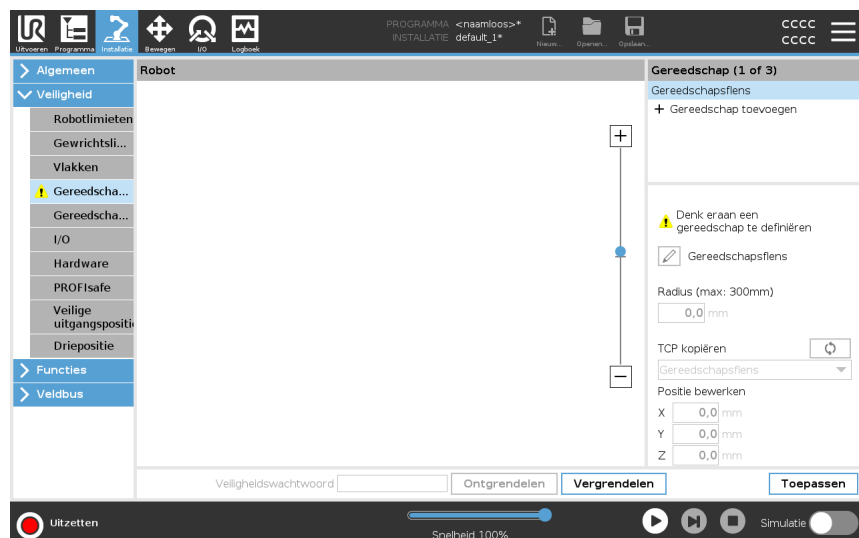 PROGRAMMA <naamloos>*
INSTALLATIE default_1*
Uitvoeren Programma Installatie Bewegen I/O Logboek
Nieuw... Openen... Opslaan...
cccc
cccc
Algemeen
Veiligheid
Robotlimieten
Gewrichtsli...
Vlakken
Gereedscha...
Gereedscha...
I/O
Hardware
PROFIsafe
Veilige
uitgangspositi
Driepositie
Functies
Veldbus
Robot
Gereedschap (1 of 3)
Gereedschapsflens
+ Gereedschap toevoegen
Denk eraan een
gereedschap te definiëren
Gereedschapsflens
Radius (max: 300mm)
0,0 mm
TCP kopiëren
Gereedschapsflens
Positie bewerken
X 0,0 mm
Y 0,0 mm
Z 0,0 mm
Veiligheidswachtwoord Ontgrendelen Vergrendelen Toepassen
Uitzetten
Snelheid 100%
Simulatie